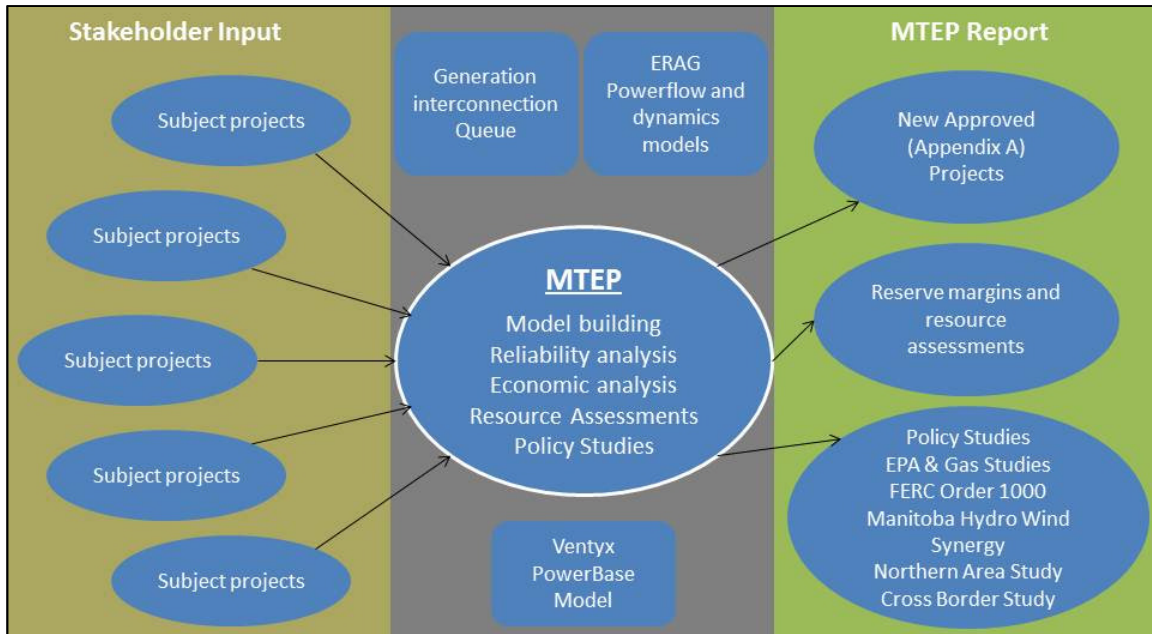 Stakeholder Input
Subject projects
Subject projects
Subject projects
Subject projects
Subject projects
Generation
interconnection
Queue
ERAG
Powerflow and
dynamics
models
MTEP
Model building
Reliability analysis
Economic analysis
Resource Assessments
Policy Studies
Ventyx
PowerBase
Model
MTEP Report
New Approved
(Appendix A)
Projects
Reserve margins and
resource
assessments
Policy Studies
EPA & Gas Studies
FERC Order 1000
Manitoba Hydro Wind
Synergy
Northern Area Study
Cross Border Study